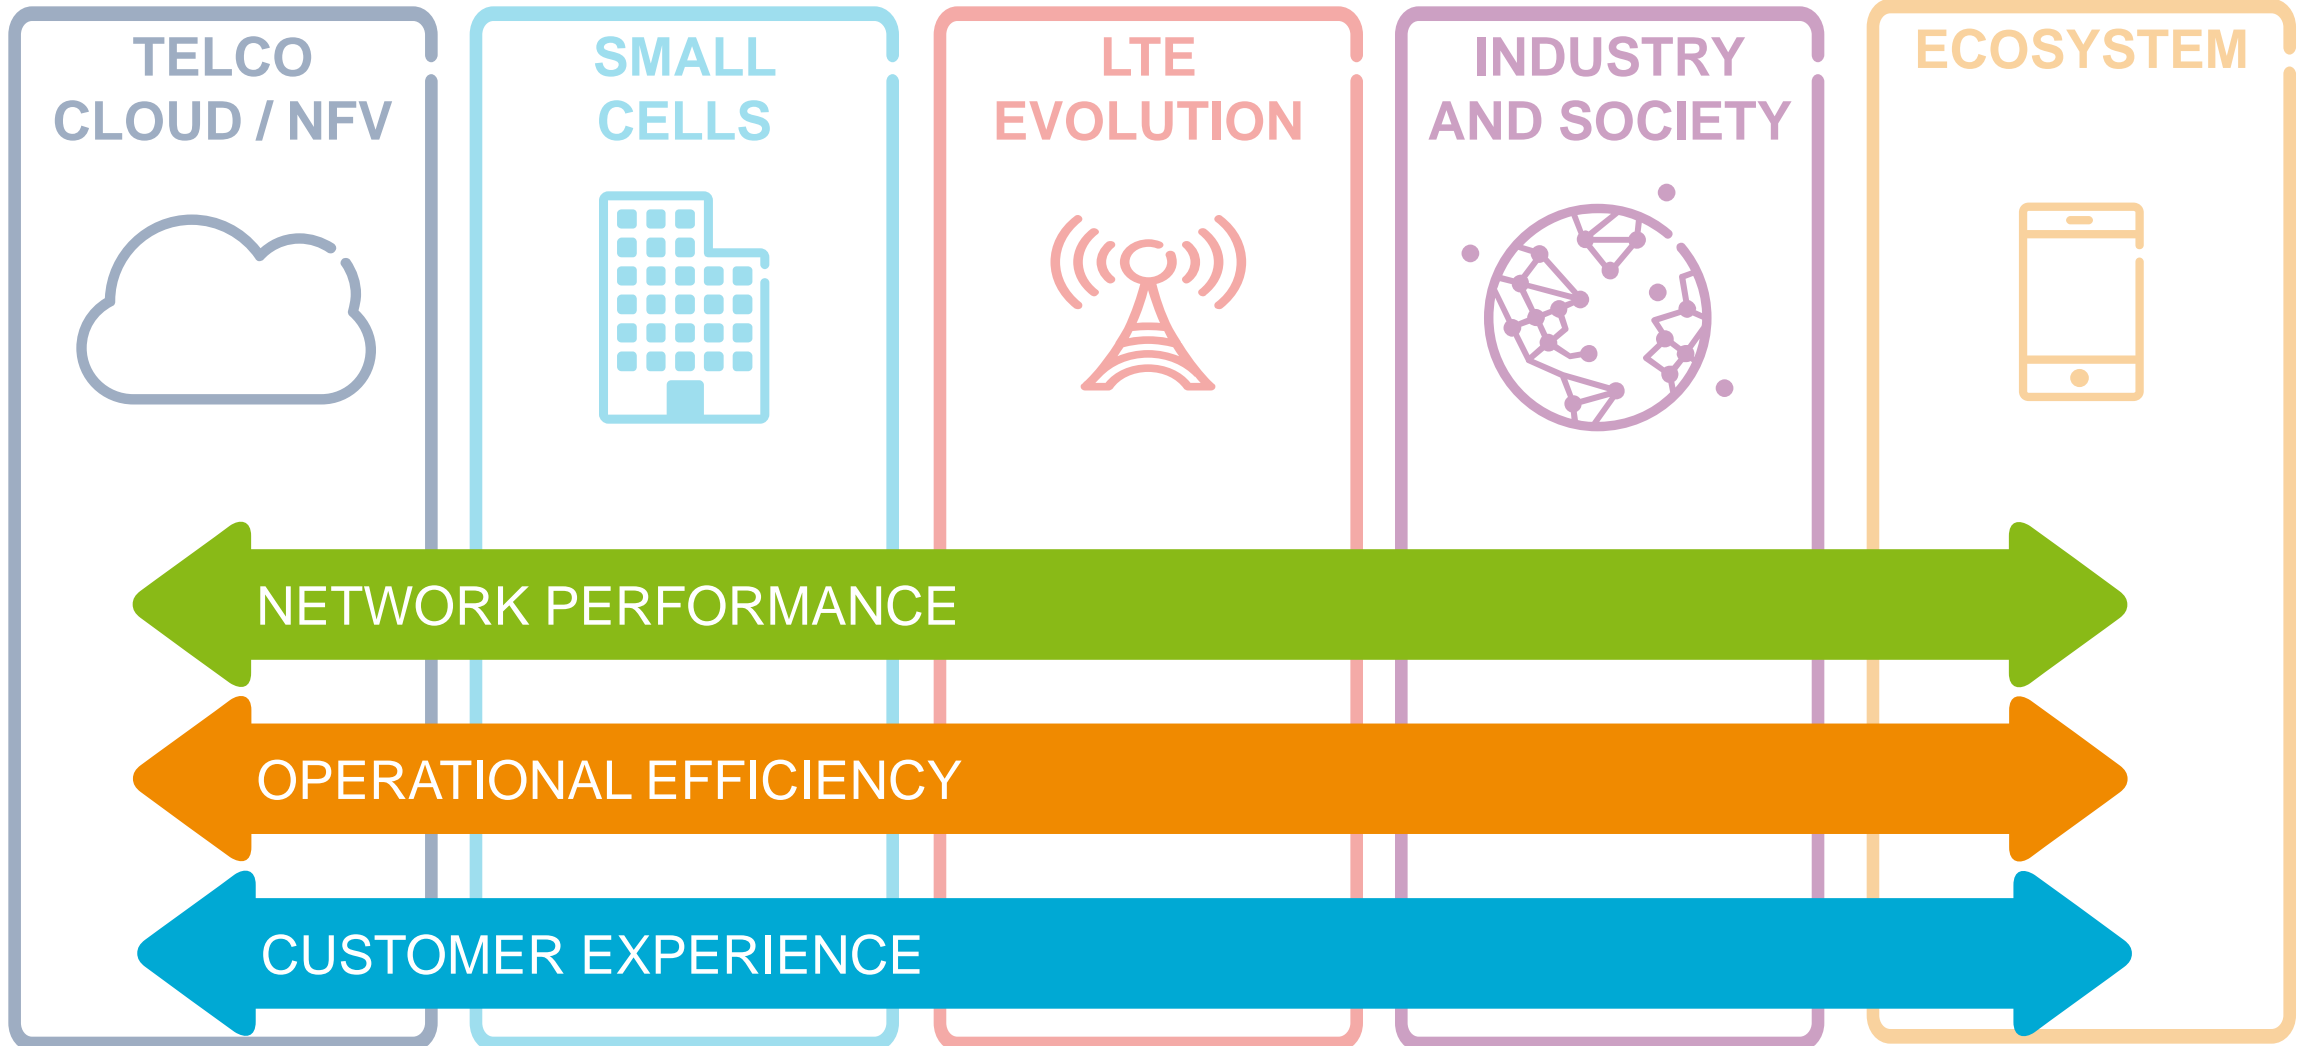 TELCO
CLOUD / NFV
SMALL
CELLS
LTE
EVOLUTION
INDUSTRY
AND SOCIETY
ECOSYSTEM
NETWORK PERFORMANCE
OPERATIONAL EFFICIENCY
CUSTOMER EXPERIENCE